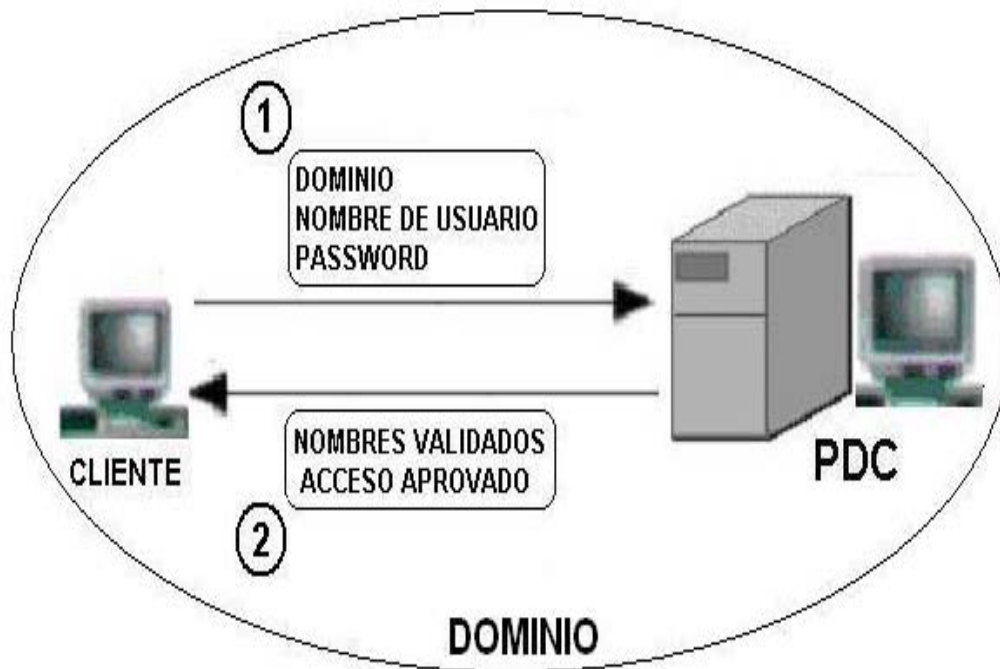 1
DOMINIO
NOMBRE DE USUARIO
PASSWORD
CLIENTE
PDC
NOMBRES VALIDADOS
ACCESO APROVADO
2
DOMINIO